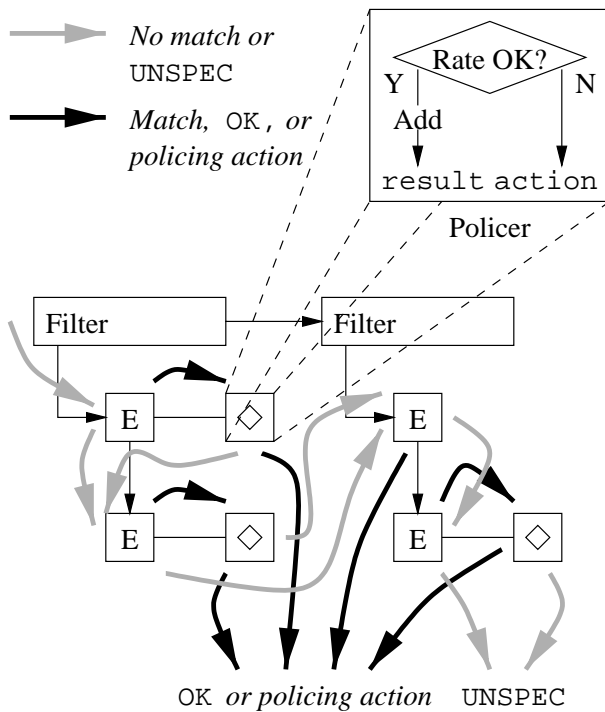 No match or
UNSPEC
Match, OK, or
policing action
Rate OK?
Y
N
Add
result action
Policer
Filter
Filter
E
E
E
E
OK or policing action
UNSPEC